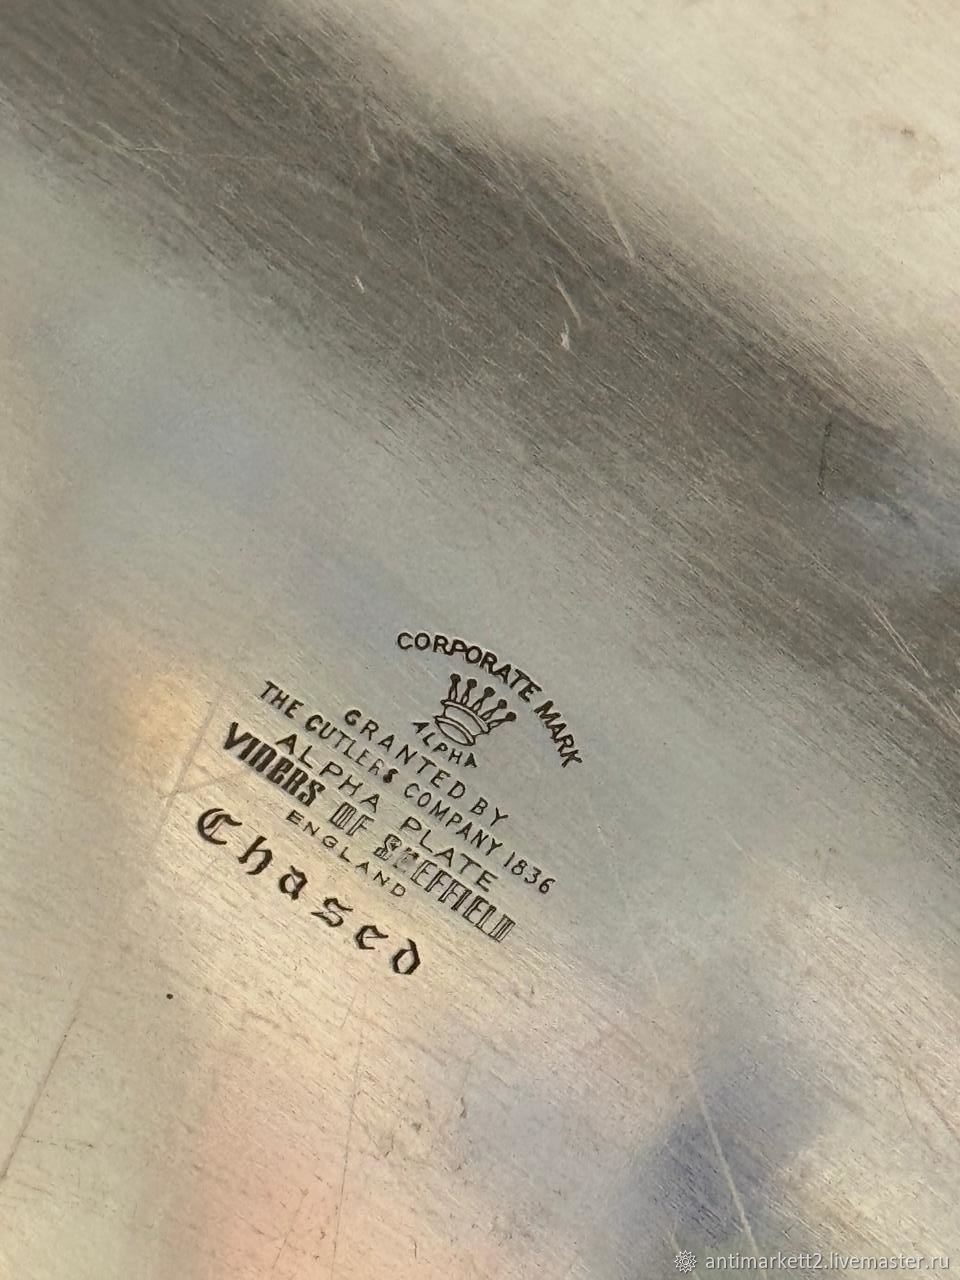 CORPORATE MARK
ALPHA
GRANTED BY
THE CUTLERS COMPANY 1836
ALPHA PLATE
VINERS OF SHEFFIELD
ENGLAND
Chased
antimarkett2.livemaster.ru